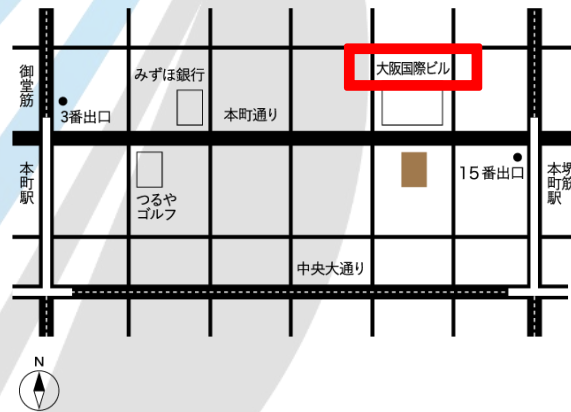 大阪国際ビル
御堂筋
みずほ銀行
3番出口
本町通り
本町駅
つるや
ゴルフ
15番出口
堺筋
本町駅
中央大通り
N